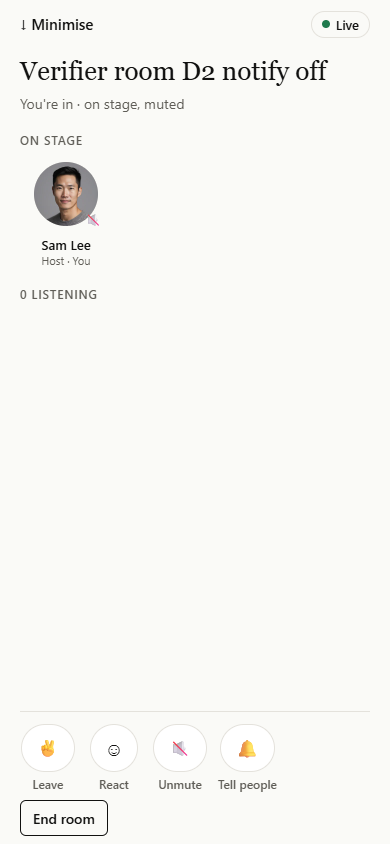 ↓ Minimise
Live
Verifier room D2 notify off
You're in · on stage, muted
ON STAGE
Sam Lee
Host · You
0 LISTENING
Leave
React
Unmute
Tell people
End room